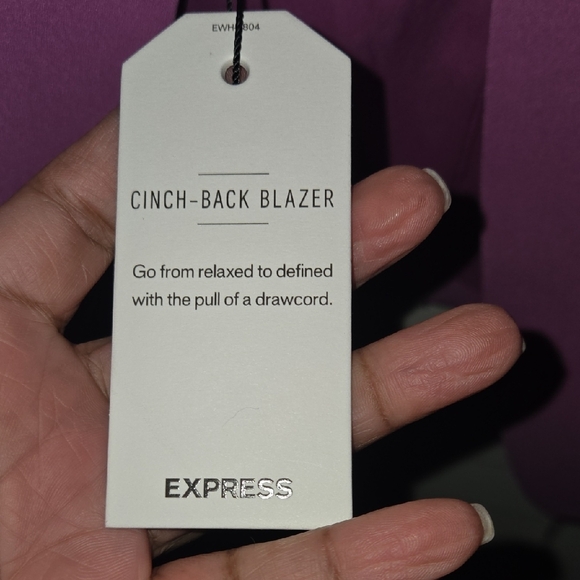 CINCH-BACK BLAZER
Go from relaxed to defined
with the pull of a drawcord.
EXPRESS